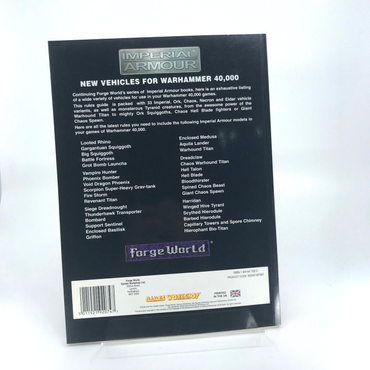 IMPERIAL
ARMOUR
NEW VEHICLES FOR WARHAMMER 40,000
Continuing Forge World's series of Imperial Armour books, here is an exhaustive listing
of a wide variety of vehicles for use in your Warhammer 40,000 games.
This rules guide is packed with 33 Imperial, Ork, Chaos, Necron and Eldar vehicle
variants, as well as monsterous Tyranid creatures, from the awesome power of the
Warhound Titan to mighty Ork Squiggoths, Chaos Hell Blade fighters or Giant
Chaos Spawn.
Here are all the latest rules you need to include the following Imperial Armour models in
your games of Warhammer 40,000.
Looted Rhino
Gargantuan Squiggoth
Big Squiggoth
Battle Fortress
Grot Bomb Launcha
Vampire Hunter
Phoenix Bomber
Void Dragon Phoenix
Scorpion Super-Heavy Grav-tank
Fire Storm
Revenant Titan
Siege Dreadnought
Thunderhawk Transporter
Bombard
Support Sentinel
Enclosed Basilisk
Griffon
Enclosed Medusa
Aquila Lander
Warhound Titan
Dreadclaw
Chaos Warhound Titan
Hell Talon
Hell Blade
Bloodthirster
Spined Chaos Beast
Giant Chaos Spawn
Harridan
Winged Hive Tyrant
Scythed Hierodule
Barbed Hierodule
Capillary Towers and Spore Chimney
Hierophant Bio-Titan
Forge World
GAMES WORKSHOP
PRINTED
IN THE UK